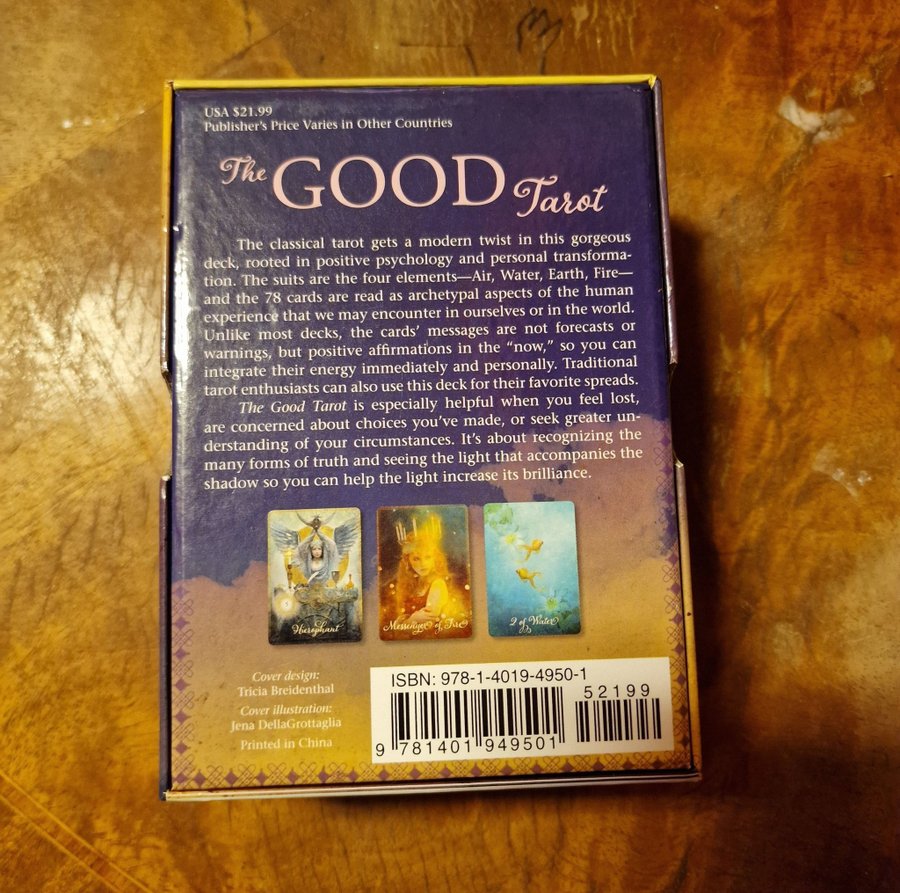 USA $21.99
Publisher's Price Varies in Other Countries
The GOOD Tarot
The classical tarot gets a modern twist in this gorgeous
deck, rooted in positive psychology and personal transforma-
tion. The suits are the four elements—Air, Water, Earth, Fire—
and the 78 cards are read as archetypal aspects of the human
experience that we may encounter in ourselves or in the world.
Unlike most decks, the cards' messages are not forecasts or
warnings, but positive affirmations in the “now,” so you can
integrate their energy immediately and personally. Traditional
tarot enthusiasts can also use this deck for their favorite spreads.
The Good Tarot is especially helpful when you feel lost,
are concerned about choices you've made, or seek greater un-
derstanding of your circumstances. It's about recognizing the
many forms of truth and seeing the light that accompanies the
shadow so you can help the light increase its brilliance.
Hierophant
Messenger of Fire
2 of Water
Cover design:
Tricia Breidenthal
Cover illustration:
Jena DellaGrottaglia
Printed in China
ISBN: 978-1-4019-4950-1
52199
9 781401 949501